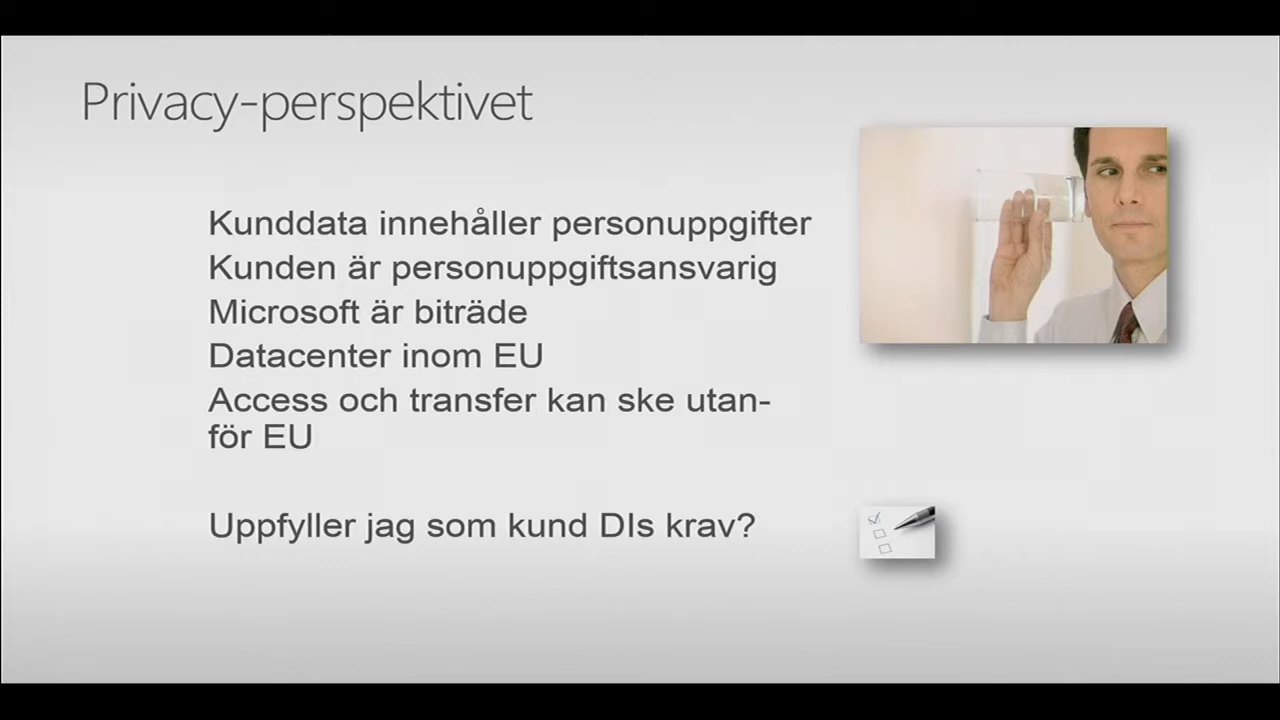 Privacy-perspektivet
Kunddata innehåller personuppgifter
Kunden är personuppgiftsansvarig
Microsoft är biträde
Datacenter inom EU
Access och transfer kan ske utan-
för EU
Uppfyller jag som kund DIs krav?